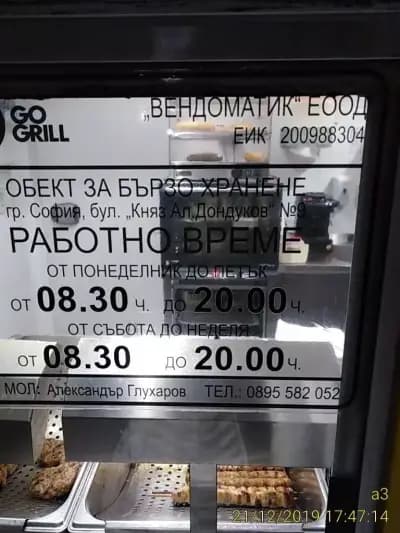 GO
GRILL
„ВЕНДОМАТИК“ ЕООД
ЕИК 200988304
ОБЕКТ ЗА БЪРЗО ХРАНЕНЕ
гр. София, бул. „Княз Ал.Дондуков“ №9
РАБОТНО ВРЕМЕ
ОТ ПОНЕДЕЛНИК ДО ПЕТЪК
ОТ 08.30 Ч. ДО 20.00 Ч.
ОТ СЪБОТА ДО НЕДЕЛЯ
ОТ 08.30 ДО 20.00 Ч.
МОЛ: Александър Глухаров ТЕЛ.: 0895 582 052
a3
21/12/2019 17:47:14